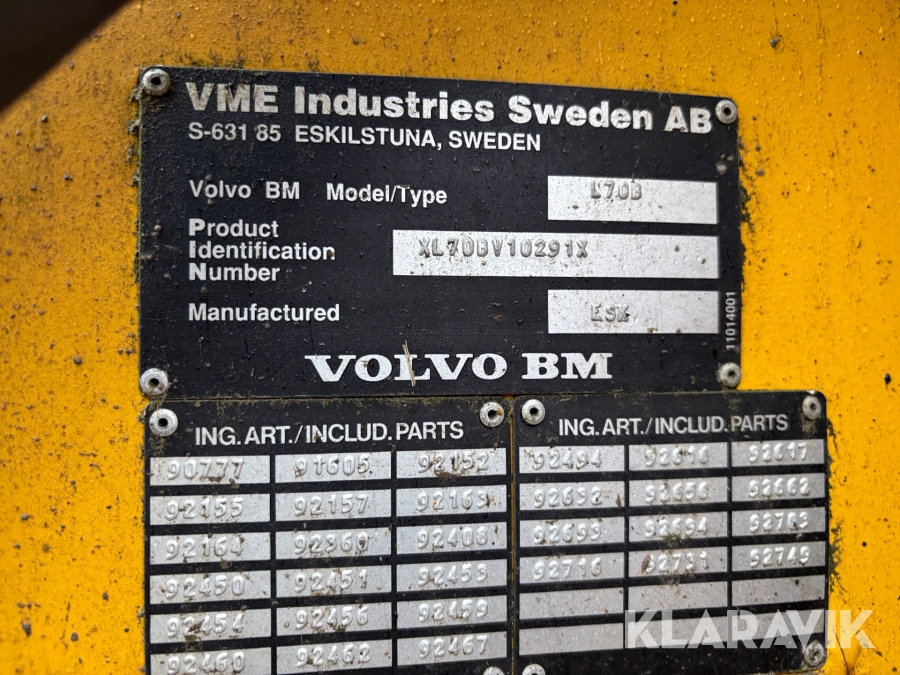 VME Industries Sweden AB
S-631 85 ESKILSTUNA, SWEDEN
Volvo BM Model/Type L70B
Product
Identification XL70BV10291X
Number
Manufactured ESK
11014001
VOLVO BM
ING. ART./INCLUD. PARTS
90777 91605 92152
92155 92157 92163
92164 92360 92408
92450 92451 92453
92454 92456 92459
92460 92462 92467
ING. ART./INCLUD. PARTS
92494 92616 92617
92632 92656 92662
92693 92694 92703
92716 92731 92749
KLARAVIK